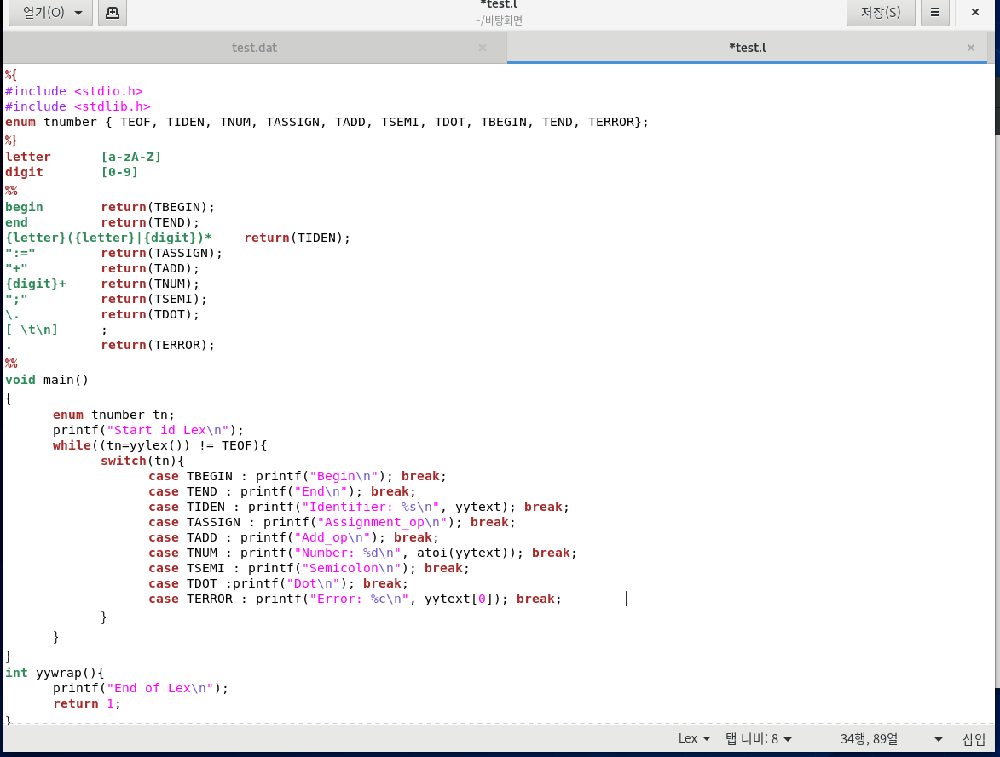 열기(O)
*test.l
~/바탕화면
저장(S)
test.dat
*test.l
%{
#include <stdio.h>
#include <stdlib.h>
enum tnumber { TEOF, TIDEN, TNUM, TASSIGN, TADD, TSEMI, TDOT, TBEGIN, TEND, TERROR};
%}
letter [a-zA-Z]
digit [0-9]
%%
begin return(TBEGIN);
end return(TEND);
{letter}({letter}|{digit})* return(TIDEN);
":=" return(TASSIGN);
"+" return(TADD);
{digit}+ return(TNUM);
";" return(TSEMI);
\. return(TDOT);
[ \t\n] ;
. return(TERROR);
%%
void main()
{
enum tnumber tn;
printf("Start id Lex\n");
while((tn=yylex()) != TEOF){
switch(tn){
case TBEGIN : printf("Begin\n"); break;
case TEND : printf("End\n"); break;
case TIDEN : printf("Identifier: %s\n", yytext); break;
case TASSIGN : printf("Assignment_op\n"); break;
case TADD : printf("Add_op\n"); break;
case TNUM : printf("Number: %d\n", atoi(yytext)); break;
case TSEMI : printf("Semicolon\n"); break;
case TDOT :printf("Dot\n"); break;
case TERROR : printf("Error: %c\n", yytext[0]); break;
}
}
}
int yywrap(){
printf("End of Lex\n");
return 1;
}
Lex 탭 너비: 8 34행, 89열 삽입